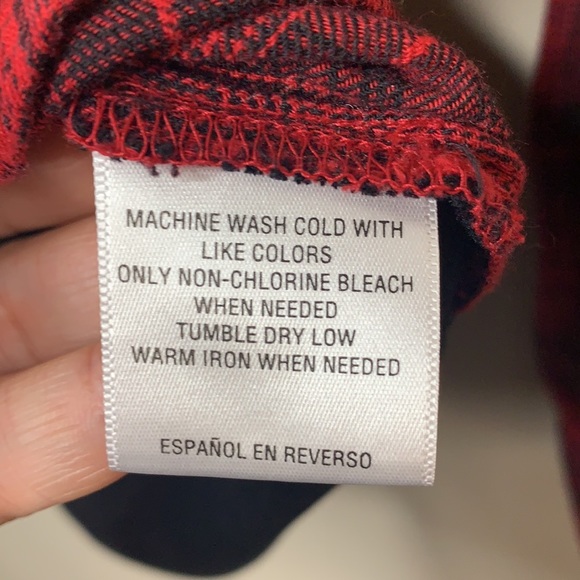 MACHINE WASH COLD WITH
LIKE COLORS
ONLY NON-CHLORINE BLEACH
WHEN NEEDED
TUMBLE DRY LOW
WARM IRON WHEN NEEDED
ESPAÑOL EN REVERSO